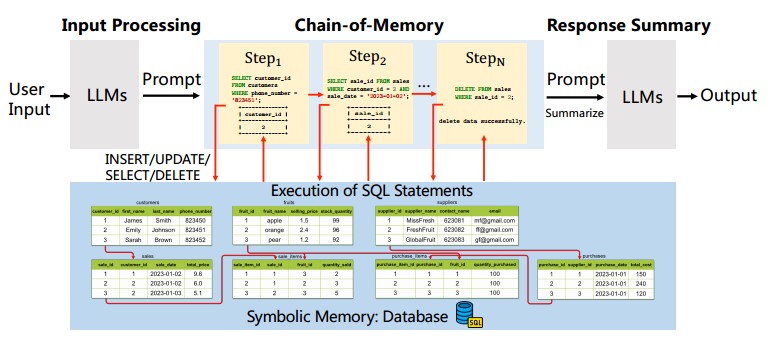 Input Processing
Chain-of-Memory
Response Summary
User
Input
LLMs
Prompt
Step1
SELECT customer_id
FROM customers
WHERE phone_number =
'823451';
customer_id
2
Step2
SELECT sale_id FROM sales
WHERE customer_id = 2 AND
sale_date = '2023-01-02';
sale_id
2
...
StepN
DELETE FROM sales
WHERE sale_id = 2;
delete data successfully.
Prompt
Summarize
LLMs
Output
INSERT/UPDATE/
SELECT/DELETE
Execution of SQL Statements
customers
customer_id first_name last_name phone_number
1 James Smith 823450
2 Emily Johnson 823451
3 Sarah Brown 823452
fruits
fruit_id fruit_name selling_price stock_quantity
1 apple 1.5 99
2 orange 2.4 96
3 pear 1.2 92
suppliers
supplier_id supplier_name contact_name email
1 MissFresh 623081 mf@gmail.com
2 FreshFruit 623082 ff@gmail.com
3 GlobalFruit 623083 gf@gmail.com
sales
sale_id customer_id sale_date total_price
1 1 2023-01-02 9.6
2 2 2023-01-02 6.0
3 3 2023-01-03 5.1
sale_items
sale_item_id sale_id fruit_id quantity_sold
1 1 3 2
2 1 2 3
3 2 3 5
purchase_items
purchase_item_id purchase_id fruit_id quantity_purchased
1 1 1 100
2 2 2 100
3 3 3 100
purchases
purchase_id supplier_id purchase_date total_cost
1 1 2023-01-01 150
2 2 2023-01-01 240
3 3 2023-01-01 120
Symbolic Memory: Database
SQL